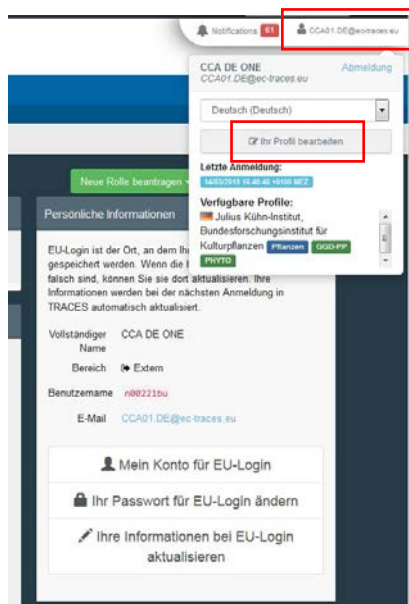 Notifications 61
CCA01.DE@ec-traces.eu
CCA DE ONE
Abmeldung
CCA01.DE@ec-traces.eu
Deutsch (Deutsch)
Ihr Profil bearbeiten
Letzte Anmeldung:
Verfügbare Profile:
Julius Kühn-Institut,
Bundesforschungsinstitut für
Kulturpflanzen Pflanzen GGD-PP
PHYTO
Neue Rolle beantragen
Persönliche Informationen
EU-Login ist der Ort, an dem Ihr
gespeichert werden. Wenn die I
falsch sind, können Sie sie dort aktualisieren. Ihre
Informationen werden bei der nächsten Anmeldung in
TRACES automatisch aktualisiert.
Vollständiger CCA DE ONE
Name
Bereich Extern
Benutzername n00221bu
E-Mail CCA01.DE@ec-traces.eu
Mein Konto für EU-Login
Ihr Passwort für EU-Login ändern
Ihre Informationen bei EU-Login
aktualisieren